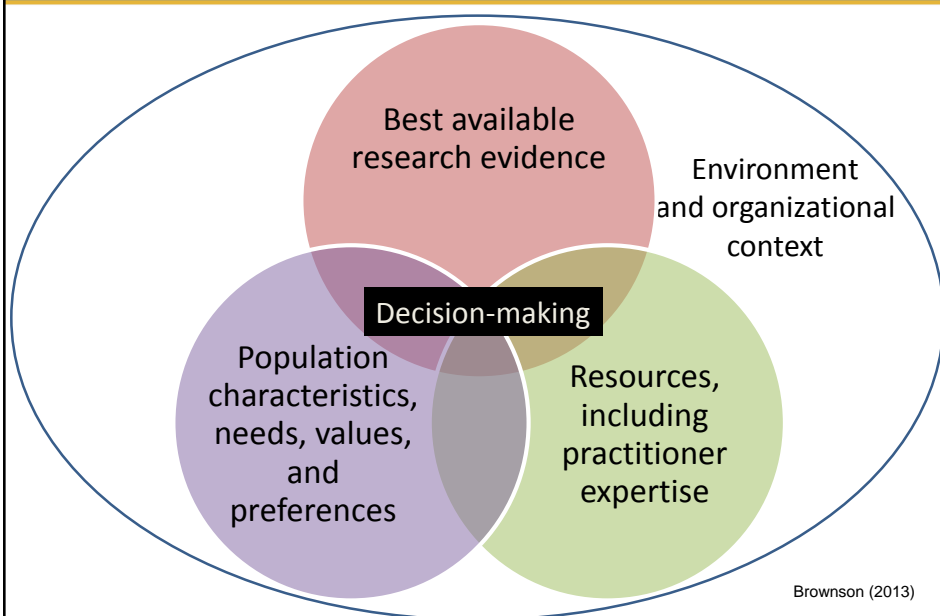 Best available
research evidence
Environment
and organizational
context
Decision-making
Population
characteristics,
needs, values,
and
preferences
Resources,
including
practitioner
expertise
Brownson (2013)